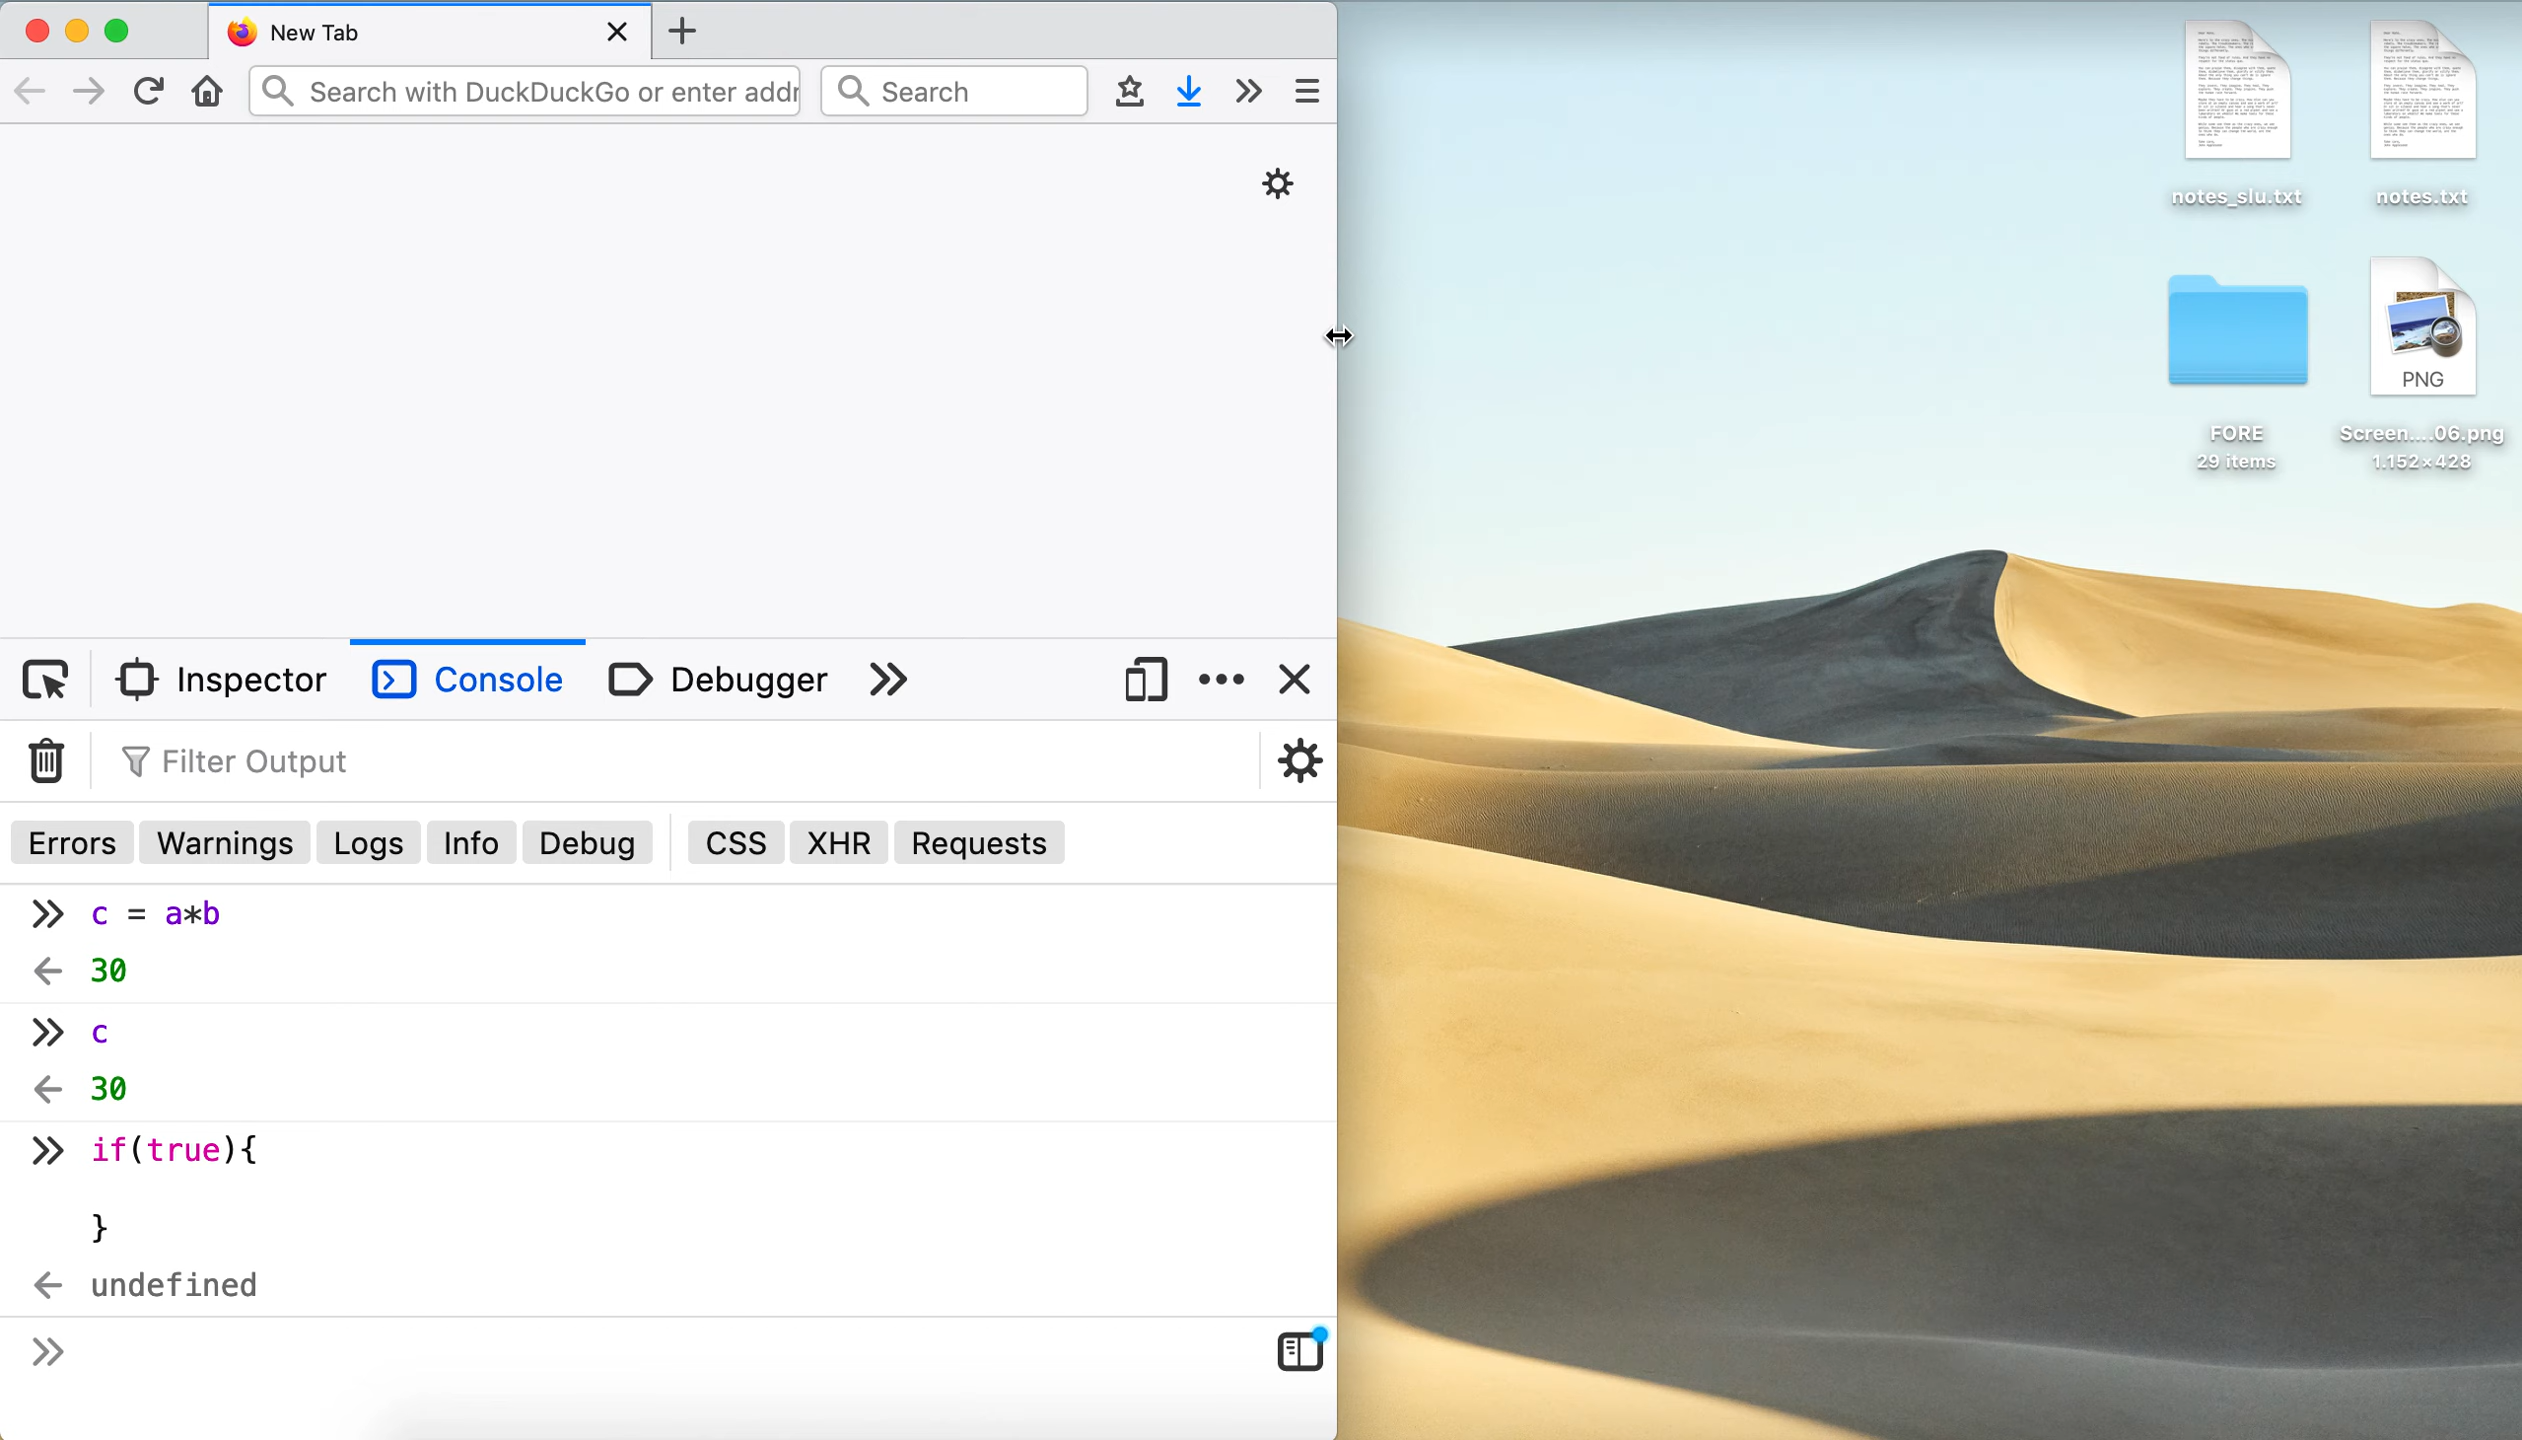 New Tab
Search with DuckDuckGo or enter addr
Search
notes_slu.txt
notes.txt
PNG
FORE
29 items
Screen....06.png
1.152×428
Inspector
Console
Debugger
Filter Output
Errors
Warnings
Logs
Info
Debug
CSS
XHR
Requests
c = a*b
30
c
30
if(true){
}
undefined